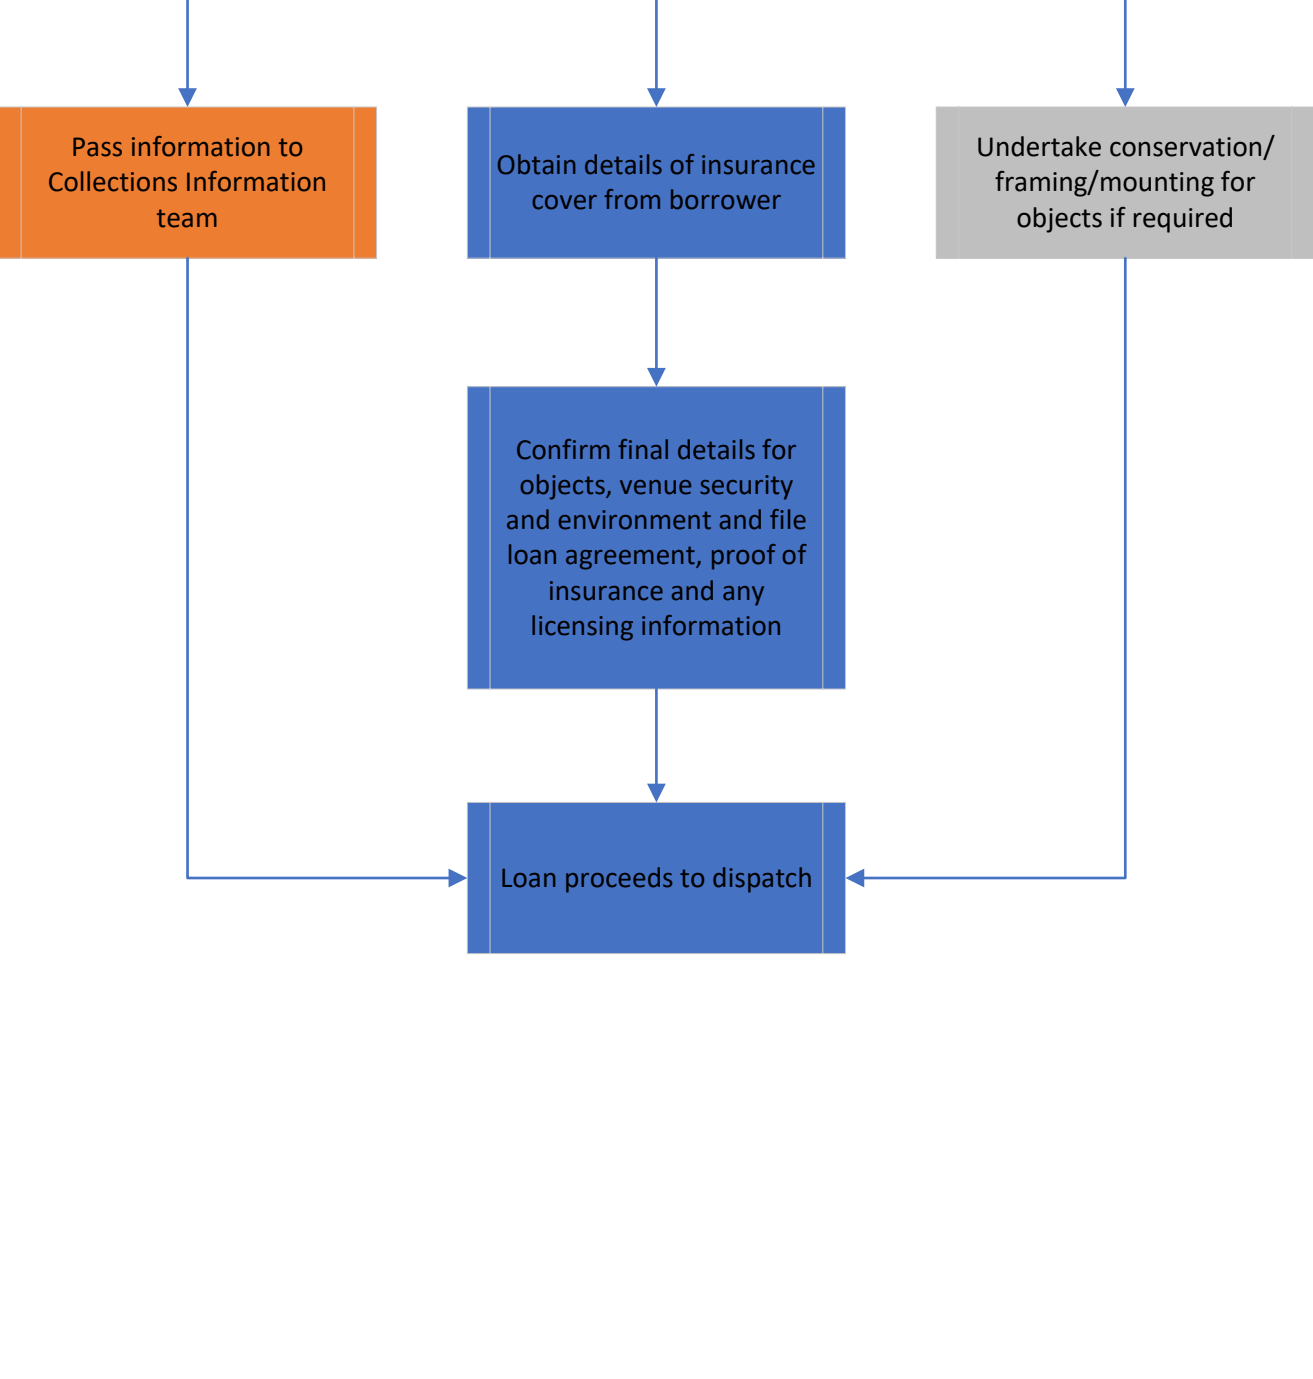 Pass information to
Collections Information
team
Obtain details of insurance
cover from borrower
Undertake conservation/
framing/mounting for
objects if required
Confirm final details for
objects, venue security
and environment and file
loan agreement, proof of
insurance and any
licensing information
Loan proceeds to dispatch